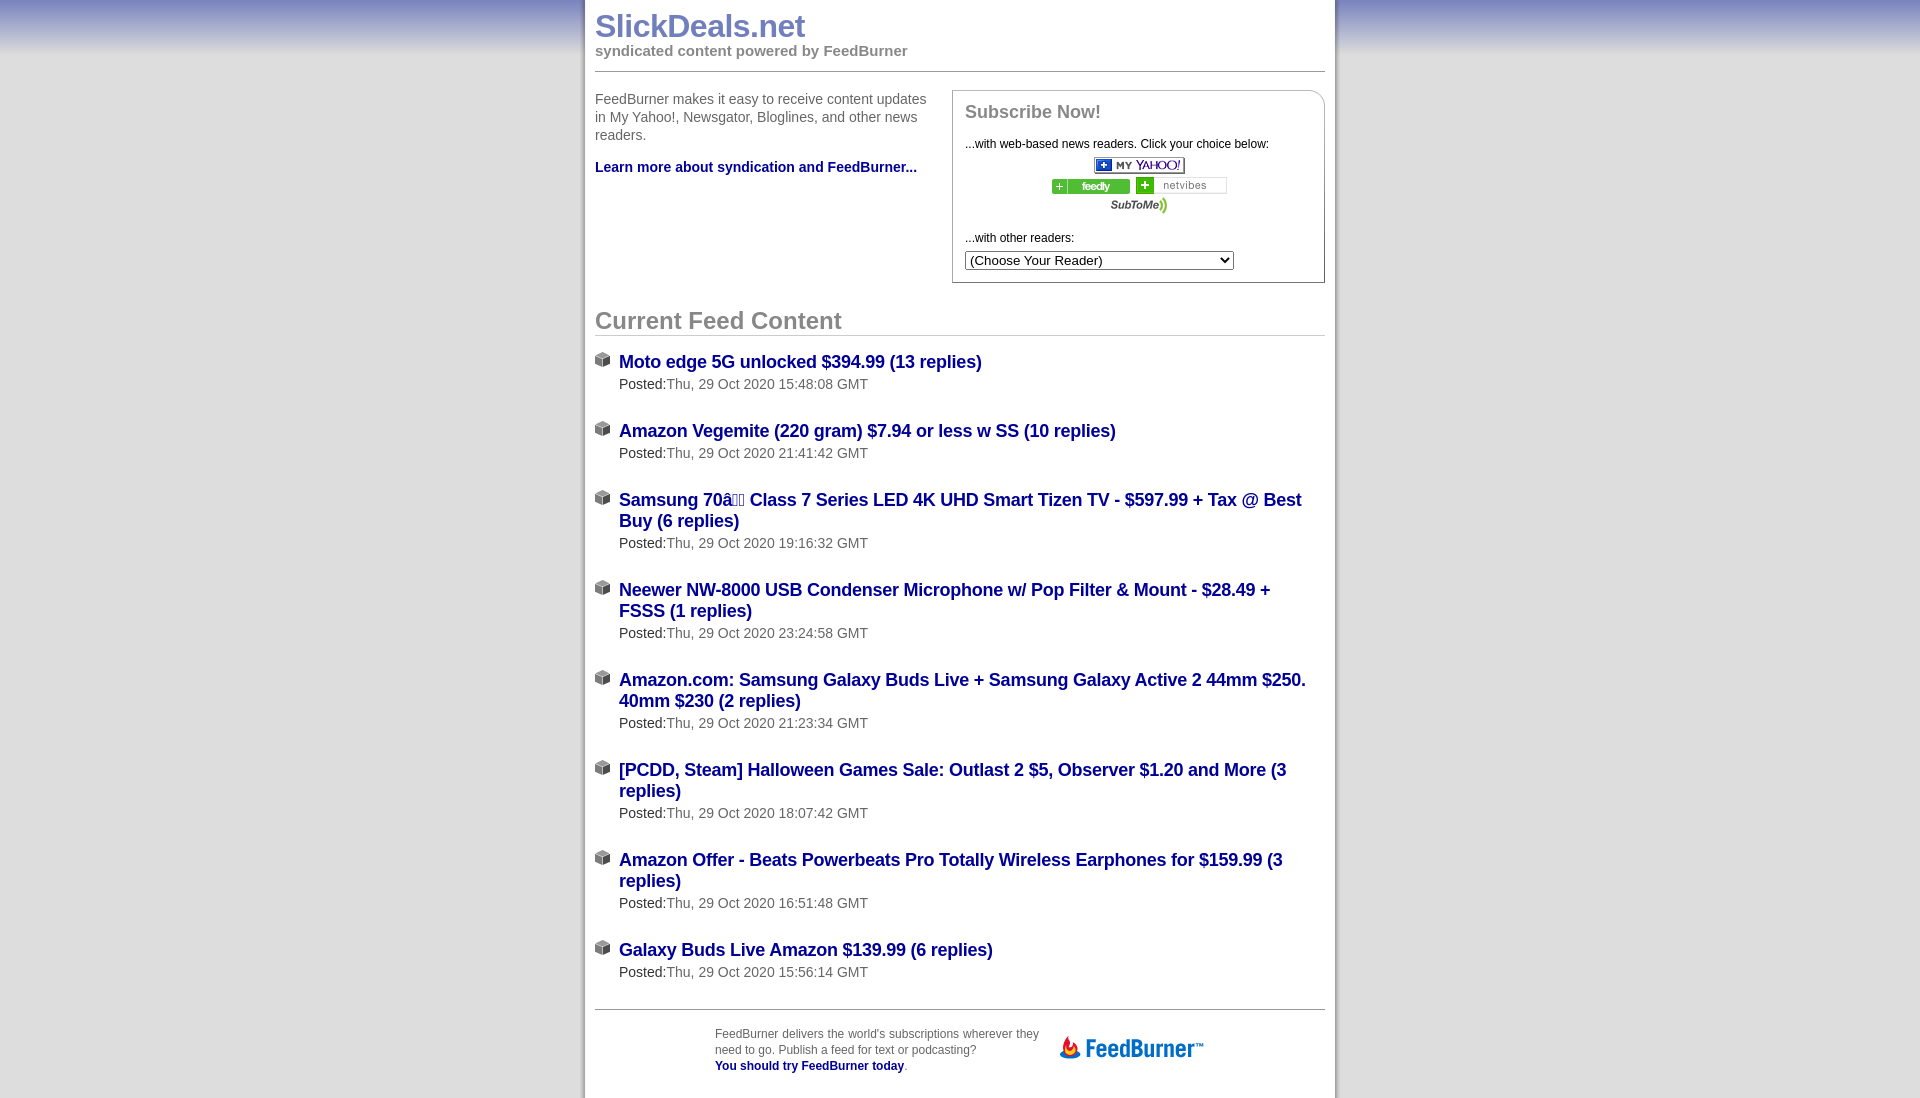 SlickDeals.net
syndicated content powered by FeedBurner
FeedBurner makes it easy to receive content updates
in My Yahoo!, Newsgator, Bloglines, and other news
readers.
Learn more about syndication and FeedBurner...
Subscribe Now!
...with web-based news readers. Click your choice below:
MY YAHOO!
feedly
netvibes
SubToMe
...with other readers:
(Choose Your Reader)
Current Feed Content
Moto edge 5G unlocked $394.99 (13 replies)
Posted:Thu, 29 Oct 2020 15:48:08 GMT
Amazon Vegemite (220 gram) $7.94 or less w SS (10 replies)
Posted:Thu, 29 Oct 2020 21:41:42 GMT
Samsung 70â Class 7 Series LED 4K UHD Smart Tizen TV - $597.99 + Tax @ Best
Buy (6 replies)
Posted:Thu, 29 Oct 2020 19:16:32 GMT
Neewer NW-8000 USB Condenser Microphone w/ Pop Filter & Mount - $28.49 +
FSSS (1 replies)
Posted:Thu, 29 Oct 2020 23:24:58 GMT
Amazon.com: Samsung Galaxy Buds Live + Samsung Galaxy Active 2 44mm $250.
40mm $230 (2 replies)
Posted:Thu, 29 Oct 2020 21:23:34 GMT
[PCDD, Steam] Halloween Games Sale: Outlast 2 $5, Observer $1.20 and More (3
replies)
Posted:Thu, 29 Oct 2020 18:07:42 GMT
Amazon Offer - Beats Powerbeats Pro Totally Wireless Earphones for $159.99 (3
replies)
Posted:Thu, 29 Oct 2020 16:51:48 GMT
Galaxy Buds Live Amazon $139.99 (6 replies)
Posted:Thu, 29 Oct 2020 15:56:14 GMT
FeedBurner delivers the world's subscriptions wherever they
need to go. Publish a feed for text or podcasting?
You should try FeedBurner today.
FeedBurner™